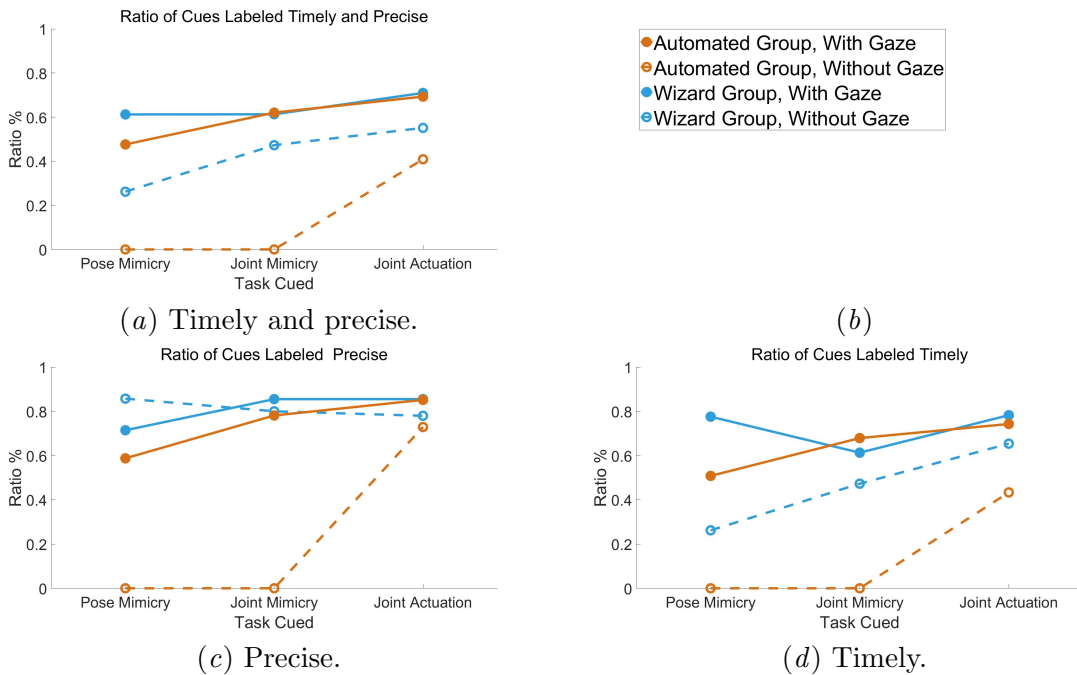 Ratio of Cues Labeled Timely and Precise
1
0.8
0.6
0.4
0.2
0
Ratio %
Pose Mimicry Joint Mimicry Joint Actuation
Task Cued
(a) Timely and precise.
Automated Group, With Gaze
Automated Group, Without Gaze
Wizard Group, With Gaze
Wizard Group, Without Gaze
(b)
Ratio of Cues Labeled Precise
1
0.8
0.6
0.4
0.2
0
Ratio %
Pose Mimicry Joint Mimicry Joint Actuation
Task Cued
(c) Precise.
Ratio of Cues Labeled Timely
1
0.8
0.6
0.4
0.2
0
Ratio %
Pose Mimicry Joint Mimicry Joint Actuation
Task Cued
(d) Timely.